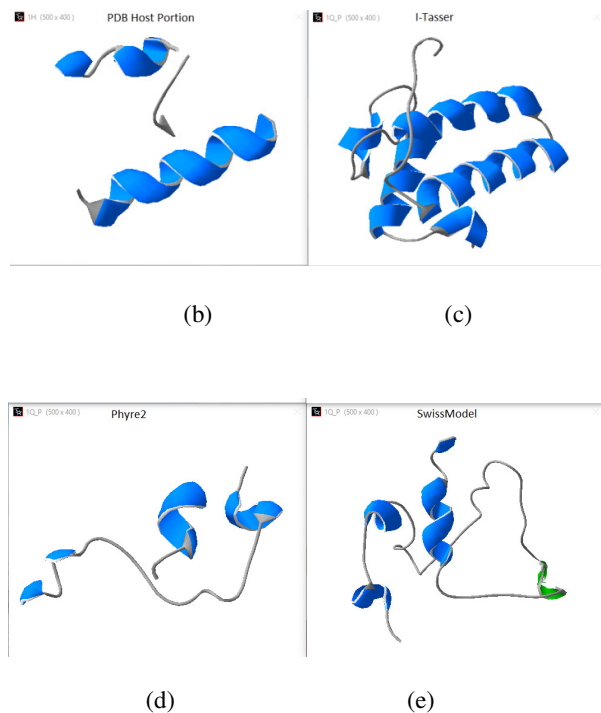 1H (500 x 400)
PDB Host Portion
1Q_P (500 x 400)
I-Tasser
(b)
(c)
1Q_P (500 x 400)
Phyre2
1Q_P (500 x 400)
SwissModel
(d)
(e)